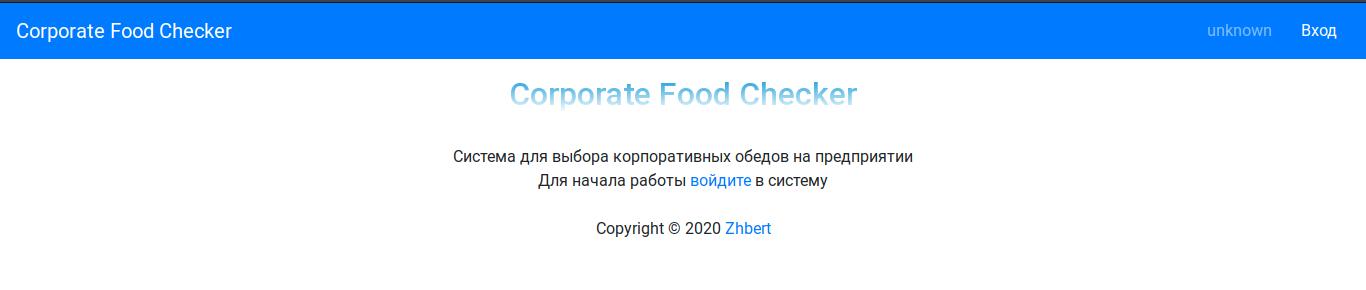 Corporate Food Checker
unknown
Вход
Corporate Food Checker
Система для выбора корпоративных обедов на предприятии
Для начала работы войдите в систему
Copyright © 2020 Zhbert